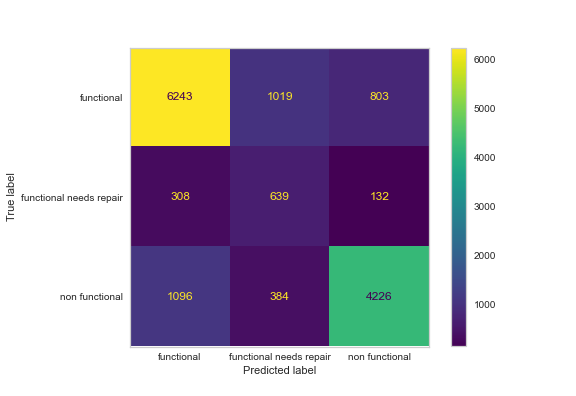 6243 1019 803
308 639 132
1096 384 4226
functional
functional needs repair
non functional
True label
functional functional needs repair non functional
Predicted label
6000
5000
4000
3000
2000
1000